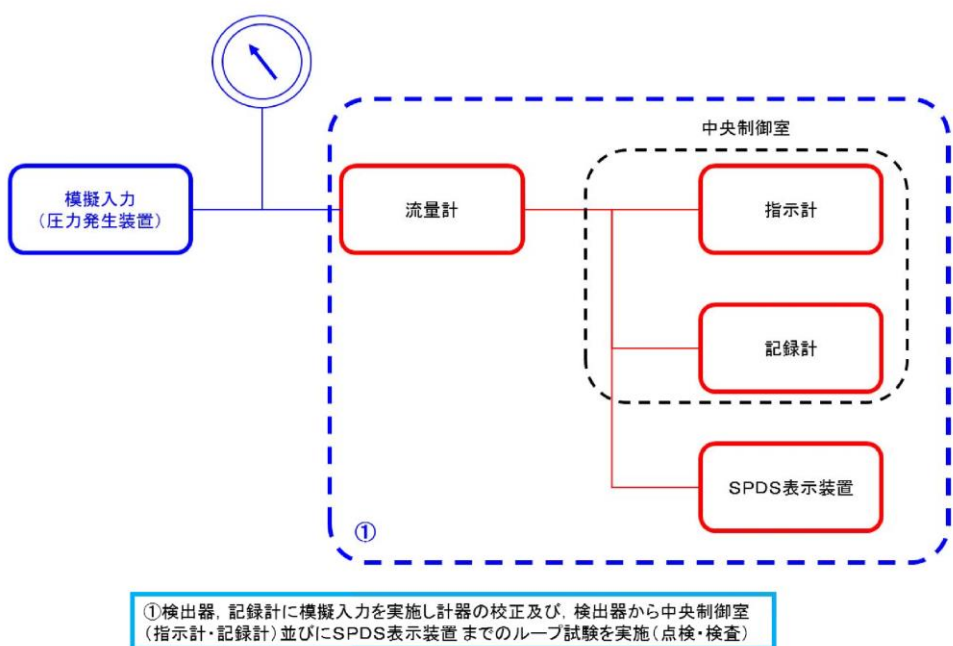 中央制御室
模擬入力
(圧力発生装置)
流量計
指示計
記録計
SPDS表示装置
①
①検出器,記録計に模擬入力を実施し計器の校正及び,検出器から中央制御室
(指示計・記録計)並びにSPDS表示装置までのループ試験を実施(点検・検査)